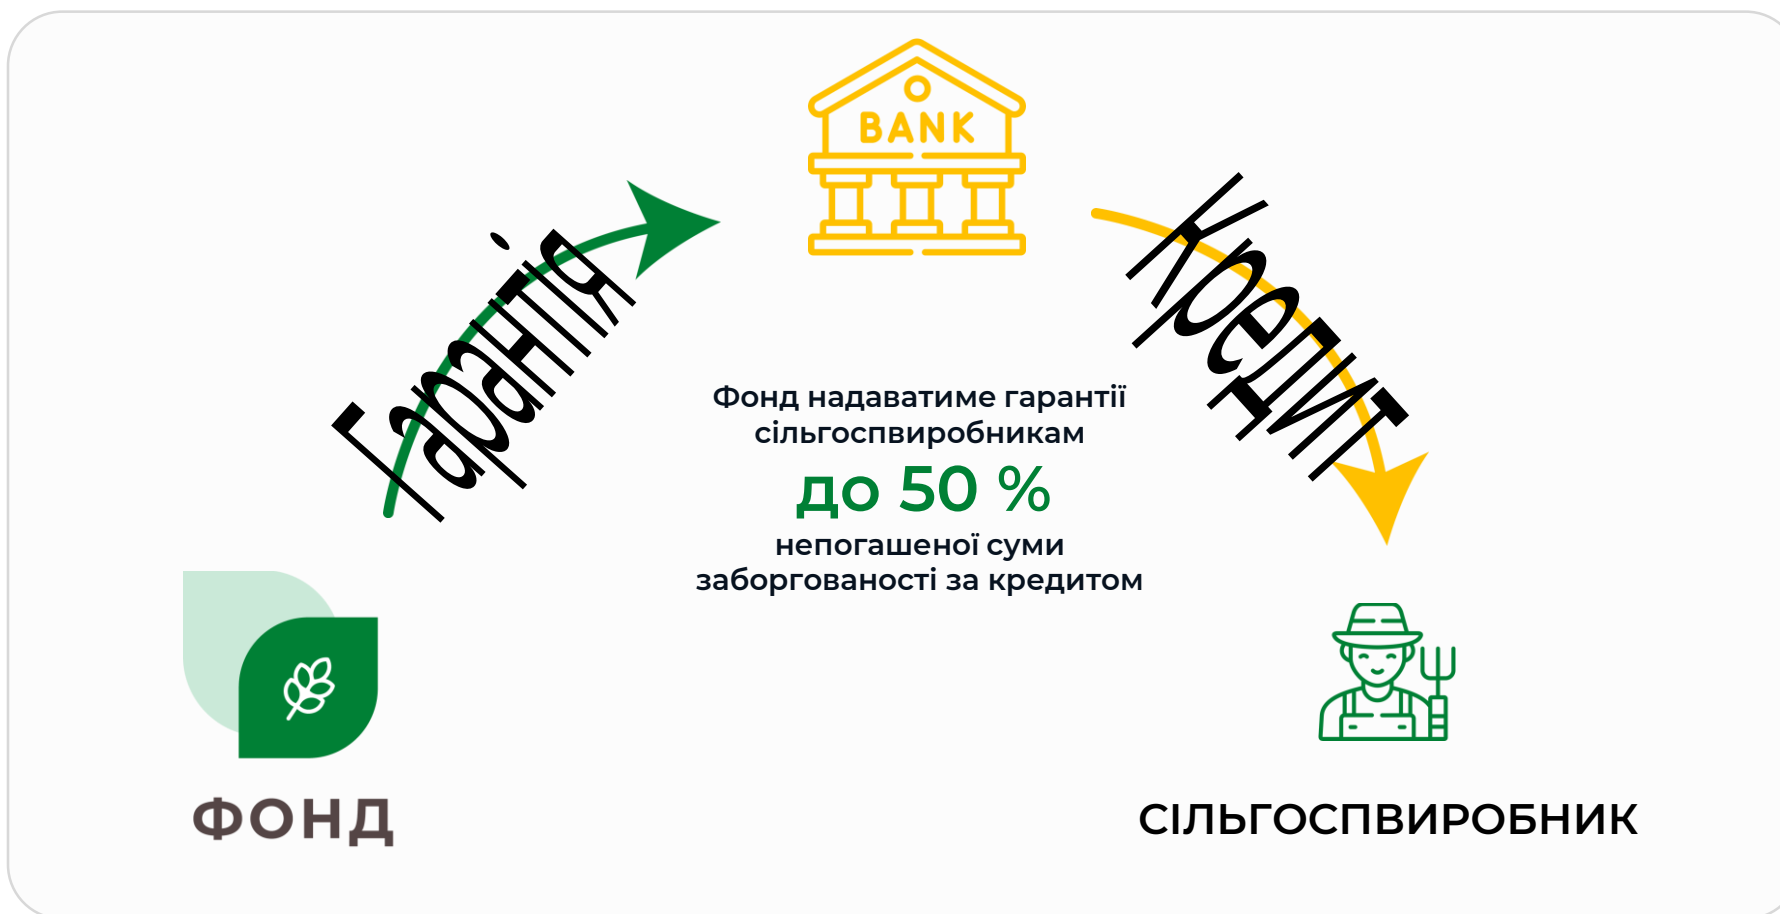 BANK
Гарантія
Кредит
Фонд надаватиме гарантії
сільгоспвиробникам
до 50 %
непогашеної суми
заборгованості за кредитом
ФОНД
СІЛЬГОСПВИРОБНИК